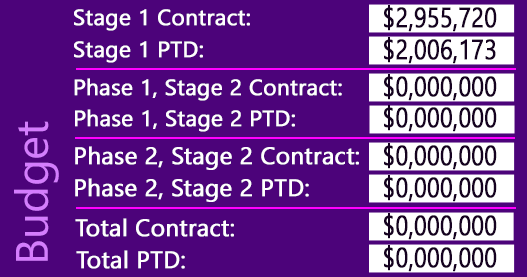 Budget
Stage 1 Contract: $2,955,720
Stage 1 PTD: $2,006,173
Phase 1, Stage 2 Contract: $0,000,000
Phase 1, Stage 2 PTD: $0,000,000
Phase 2, Stage 2 Contract: $0,000,000
Phase 2, Stage 2 PTD: $0,000,000
Total Contract: $0,000,000
Total PTD: $0,000,000